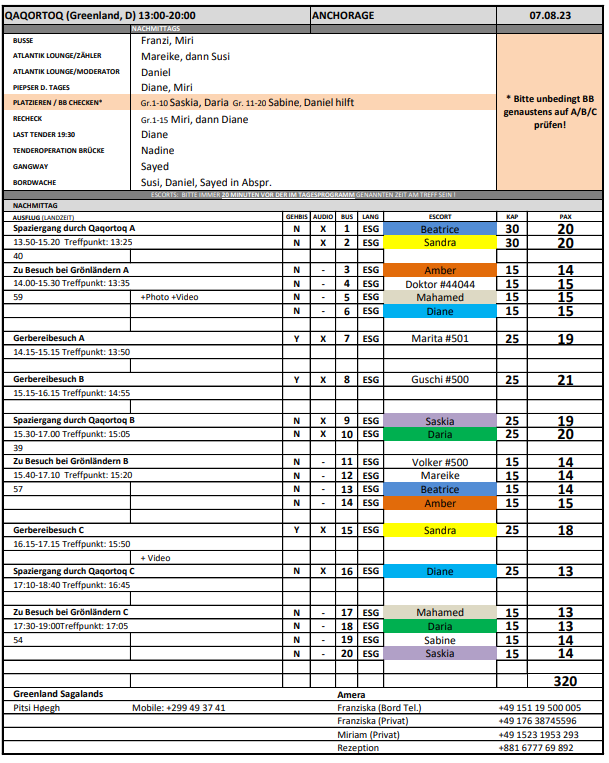 QAQORTOQ (Greenland, D) 13:00-20:00 ANCHORAGE 07.08.23
NACHMITTAGS
BUSSE Franzi, Miri
ATLANTIK LOUNGE/ZÄHLER Mareike, dann Susi
ATLANTIK LOUNGE/MODERATOR Daniel
PIEPSER D. TAGES Diane, Miri
PLATZIEREN / BB CHECKEN* Gr.1-10 Saskia, Daria Gr. 11-20 Sabine, Daniel hilft
* Bitte unbedingt BB genaustens auf A/B/C prüfen!
RECHECK Gr.1-15 Miri, dann Diane
LAST TENDER 19:30 Diane
TENDEROPERATION BRÜCKE Nadine
GANGWAY Sayed
BORDWACHE Susi, Daniel, Sayed in Abspr.
ESCORTS: BITTE IMMER 20 MINUTEN VOR DER IM TAGESPROGRAMM GENANNTEN ZEIT AM TREFF SEIN !
NACHMITTAG
AUSFLUG (LANDZEIT) GEHBIS AUDIO BUS LANG ESCORT KAP PAX
Spaziergang durch Qaqortoq A N X 1 ESG Beatrice 30 20
13.50-15.20 Treffpunkt: 13:25 N X 2 ESG Sandra 30 20
40
Zu Besuch bei Grönländern A N - 3 ESG Amber 15 14
14.00-15.30 Treffpunkt: 13:35 N - 4 ESG Doktor #44044 15 15
59 +Photo +Video N - 5 ESG Mahamed 15 15
N - 6 ESG Diane 15 15
Gerbereibesuch A Y X 7 ESG Marita #501 25 19
14.15-15.15 Treffpunkt: 13:50
Gerbereibesuch B Y X 8 ESG Guschi #500 25 21
15.15-16.15 Treffpunkt: 14:55
Spaziergang durch Qaqortoq B N X 9 ESG Saskia 25 19
15.30-17.00 Treffpunkt: 15:05 N X 10 ESG Daria 25 20
39
Zu Besuch bei Grönländern B N - 11 ESG Volker #500 15 14
15.40-17.10 Treffpunkt: 15:20 N - 12 ESG Mareike 15 14
57 N - 13 ESG Beatrice 15 14
N - 14 ESG Amber 15 15
Gerbereibesuch C Y X 15 ESG Sandra 25 18
16.15-17.15 Treffpunkt: 15:50
+ Video
Spaziergang durch Qaqortoq C N X 16 ESG Diane 25 13
17:10-18:40 Treffpunkt: 16:45
Zu Besuch bei Grönländern C N - 17 ESG Mahamed 15 13
17:30-19:00Treffpunkt: 17:05 N - 18 ESG Daria 15 13
54 N - 19 ESG Sabine 15 14
N - 20 ESG Saskia 15 14
320
Greenland Sagalands Amera
Pitsi Høegh Mobile: +299 49 37 41 Franziska (Bord Tel.) +49 151 19 500 005
Franziska (Privat) +49 176 38745596
Miriam (Privat) +49 1523 1953 293
Rezeption +881 6777 69 892